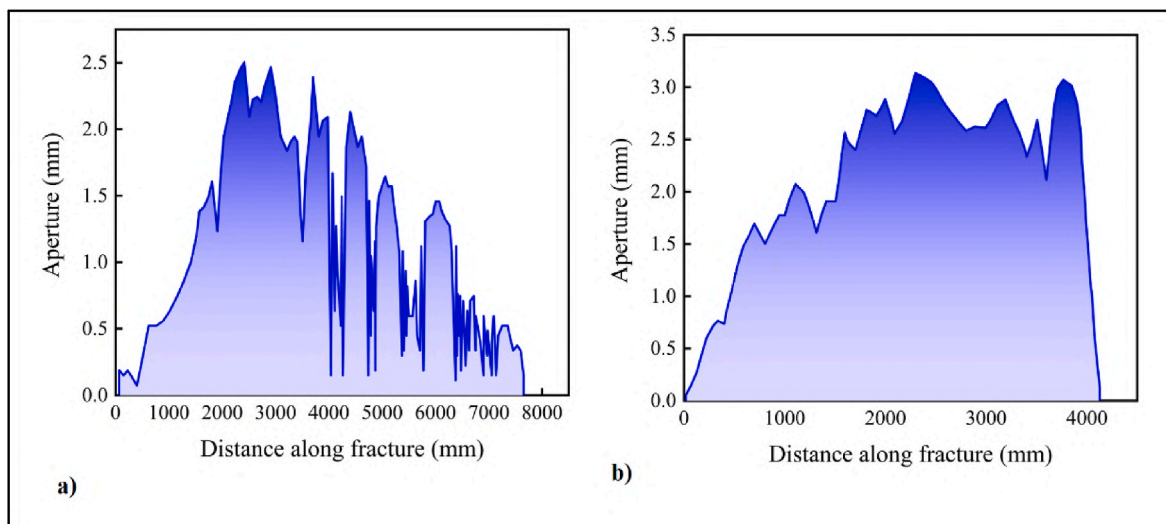 2.5
2.0
1.5
1.0
0.5
0.0
Aperture (mm)
0 1000 2000 3000 4000 5000 6000 7000 8000
Distance along fracture (mm)
a)
3.5
3.0
2.5
2.0
1.5
1.0
0.5
0.0
Aperture (mm)
0 1000 2000 3000 4000
Distance along fracture (mm)
b)